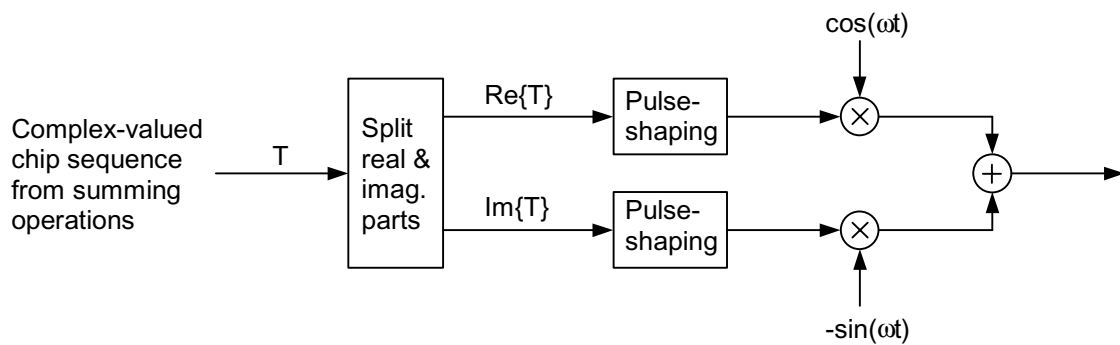 cos(ωt)
Complex-valued
chip sequence
from summing
operations
T
Split
real &
imag.
parts
Re{T}
Pulse-
shaping
Im{T}
Pulse-
shaping
-sin(ωt)